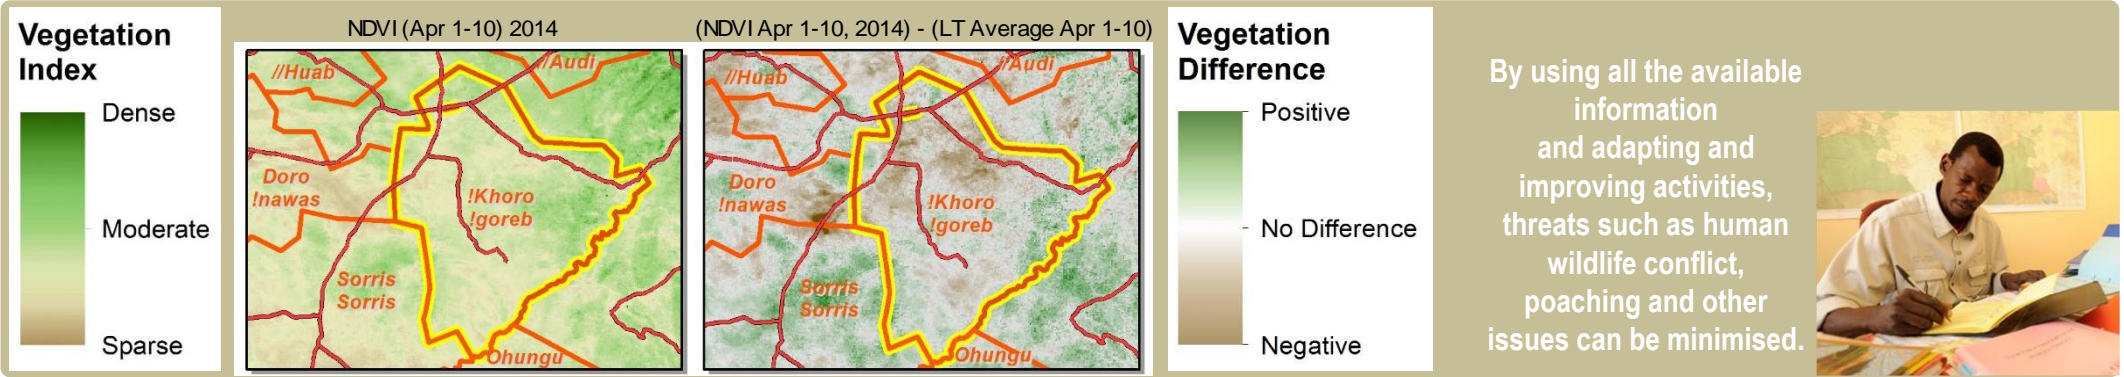 Vegetation
Index
Dense
Moderate
Sparse
NDVI (Apr 1-10) 2014
//Huab
//Audi
Doro
!nawas
!Khoro
!goreb
Sorris
Sorris
Ohungu
(NDVI Apr 1-10, 2014) - (LT Average Apr 1-10)
//Huab
//Audi
Doro
!nawas
!Khoro
!goreb
Sorris
Sorris
Ohungu
Vegetation
Difference
Positive
No Difference
Negative
By using all the available
information
and adapting and
improving activities,
threats such as human
wildlife conflict,
poaching and other
issues can be minimised.